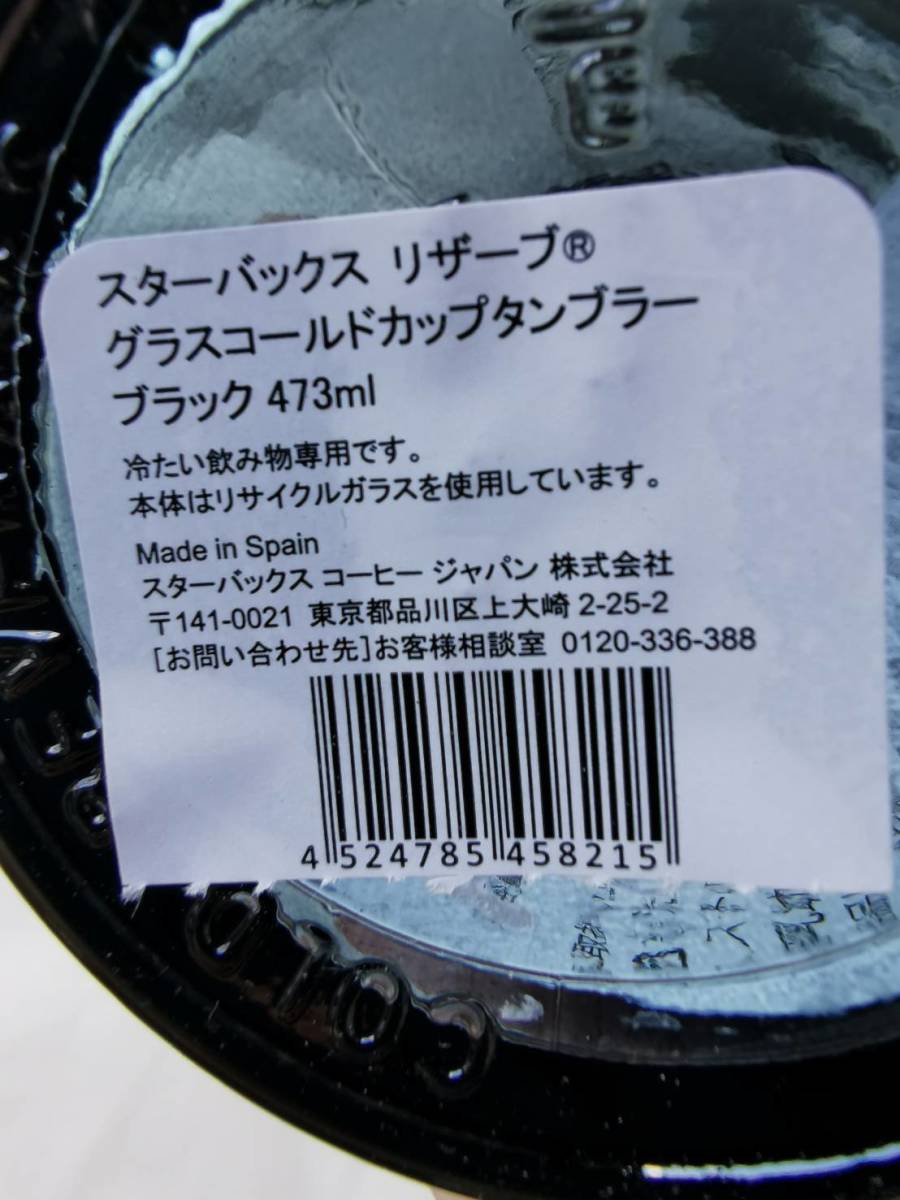 スターバックス リザーブ®
グラスコールドカップタンブラー
ブラック 473ml
冷たい飲み物専用です。
本体はリサイクルガラスを使用しています。
Made in Spain
スターバックス コーヒー ジャパン 株式会社
〒141-0021 東京都品川区上大崎 2-25-2
[お問い合わせ先]お客様相談室 0120-336-388
4 524785 458215
COLD